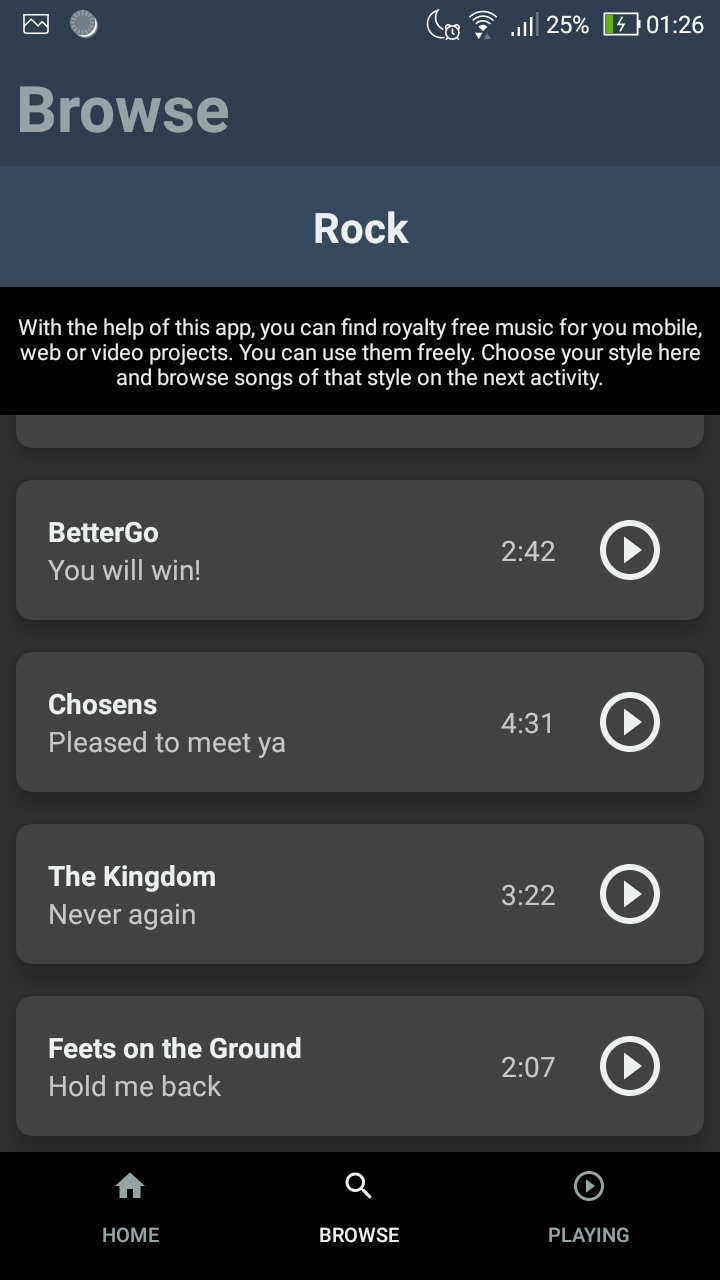 25% 01:26
Browse
Rock
With the help of this app, you can find royalty free music for you mobile,
web or video projects. You can use them freely. Choose your style here
and browse songs of that style on the next activity.
BetterGo
You will win!
2:42
Chosens
Pleased to meet ya
4:31
The Kingdom
Never again
3:22
Feets on the Ground
Hold me back
2:07
HOME BROWSE PLAYING